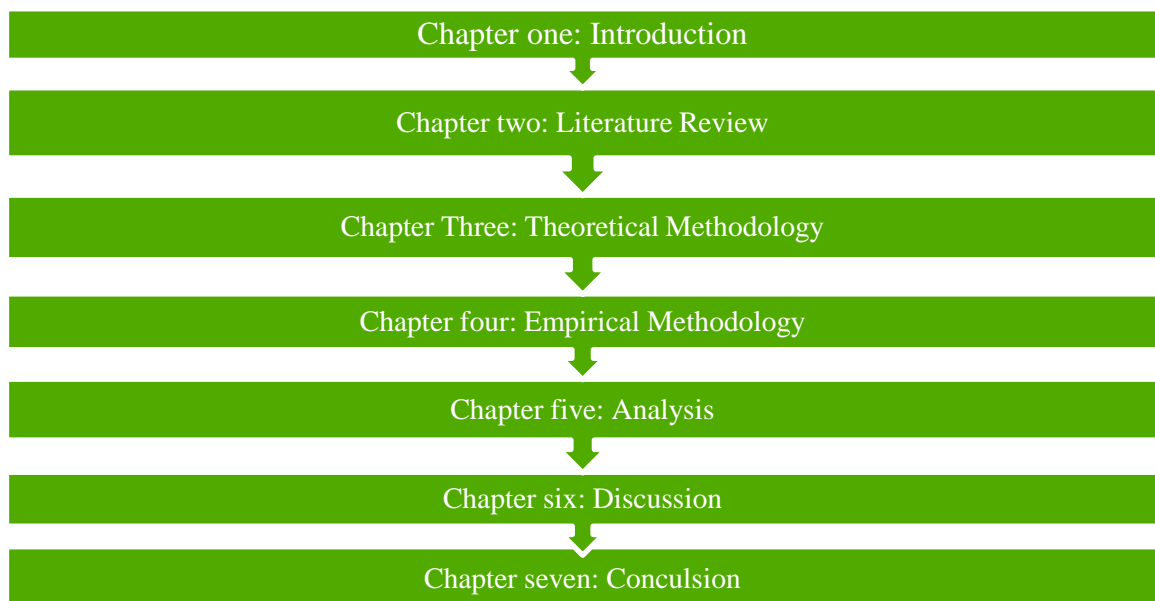 Chapter one: Introduction
Chapter two: Literature Review
Chapter Three: Theoretical Methodology
Chapter four: Empirical Methodology
Chapter five: Analysis
Chapter six: Discussion
Chapter seven: Conculsion